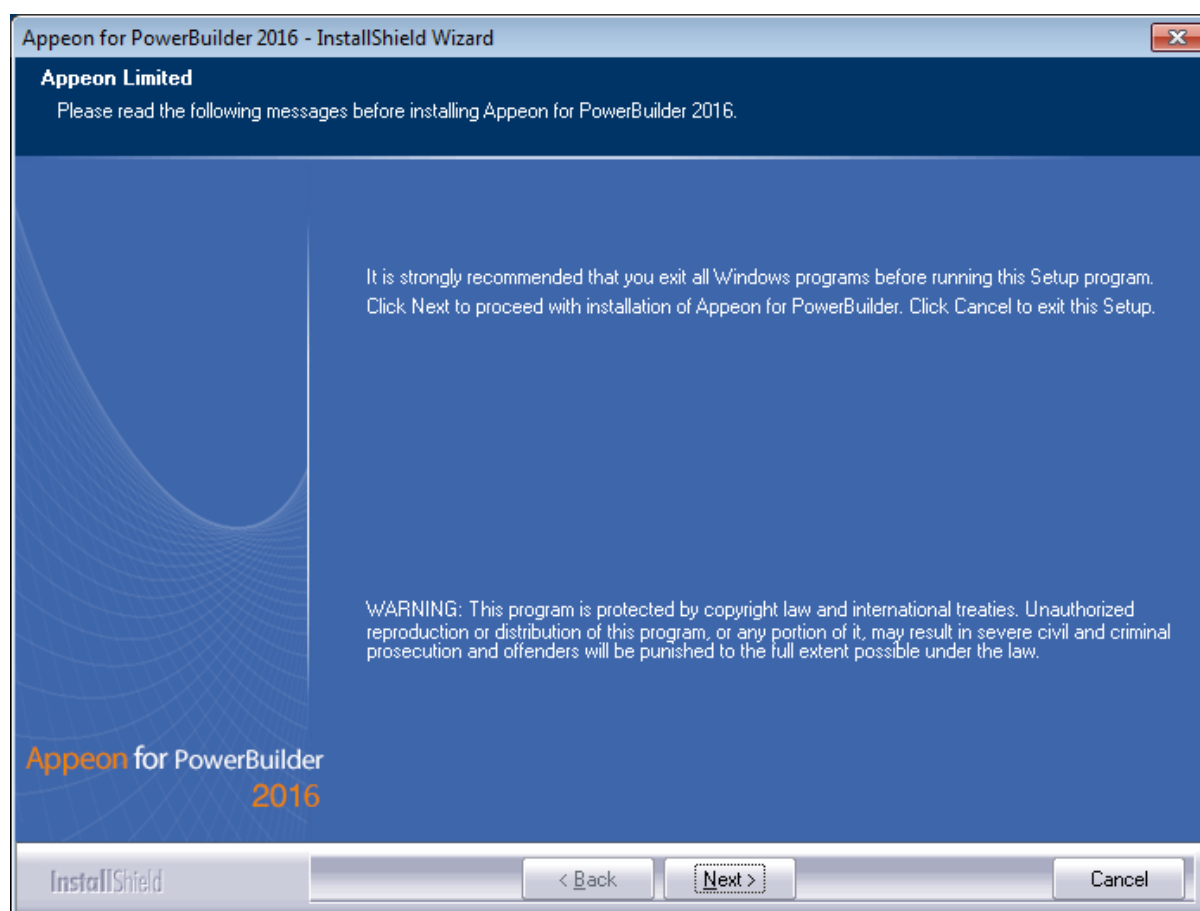 Appeon for PowerBuilder 2016 - InstallShield Wizard
Appeon Limited
Please read the following messages before installing Appeon for PowerBuilder 2016.
It is strongly recommended that you exit all Windows programs before running this Setup program.
Click Next to proceed with installation of Appeon for PowerBuilder. Click Cancel to exit this Setup.
WARNING: This program is protected by copyright law and international treaties. Unauthorized
reproduction or distribution of this program, or any portion of it, may result in severe civil and criminal
prosecution and offenders will be punished to the full extent possible under the law.
Appeon for PowerBuilder
2016
InstallShield
< Back
Next >
Cancel